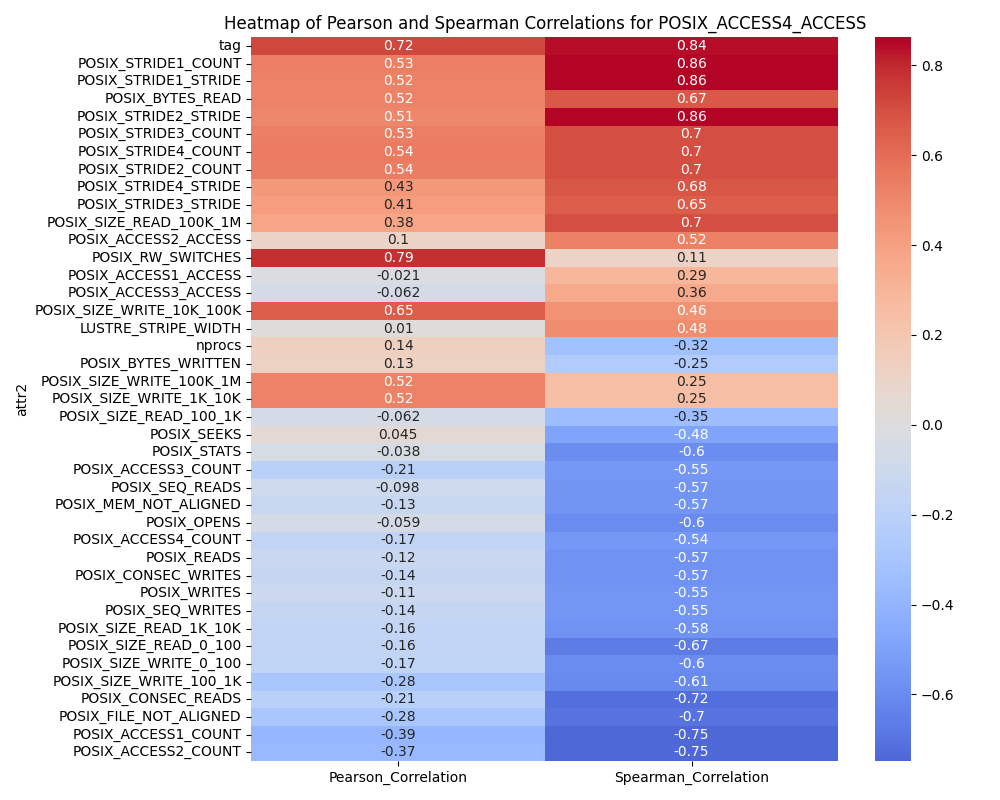 Heatmap of Pearson and Spearman Correlations for POSIX_ACCESS4_ACCESS
tag 0.72 0.84
POSIX_STRIDE1_COUNT 0.53 0.86
POSIX_STRIDE1_STRIDE 0.52 0.86
POSIX_BYTES_READ 0.52 0.67
POSIX_STRIDE2_STRIDE 0.51 0.86
POSIX_STRIDE3_COUNT 0.53 0.7
POSIX_STRIDE4_COUNT 0.54 0.7
POSIX_STRIDE2_COUNT 0.54 0.7
POSIX_STRIDE4_STRIDE 0.43 0.68
POSIX_STRIDE3_STRIDE 0.41 0.65
POSIX_SIZE_READ_100K_1M 0.38 0.7
POSIX_ACCESS2_ACCESS 0.1 0.52
POSIX_RW_SWITCHES 0.79 0.11
POSIX_ACCESS1_ACCESS -0.021 0.29
POSIX_ACCESS3_ACCESS -0.062 0.36
POSIX_SIZE_WRITE_10K_100K 0.65 0.46
LUSTRE_STRIPE_WIDTH 0.01 0.48
nprocs 0.14 -0.32
POSIX_BYTES_WRITTEN 0.13 -0.25
POSIX_SIZE_WRITE_100K_1M 0.52 0.25
POSIX_SIZE_WRITE_1K_10K 0.52 0.25
POSIX_SIZE_READ_100_1K -0.062 -0.35
POSIX_SEEKS 0.045 -0.48
POSIX_STATS -0.038 -0.6
POSIX_ACCESS3_COUNT -0.21 -0.55
POSIX_SEQ_READS -0.098 -0.57
POSIX_MEM_NOT_ALIGNED -0.13 -0.57
POSIX_OPENS -0.059 -0.6
POSIX_ACCESS4_COUNT -0.17 -0.54
POSIX_READS -0.12 -0.57
POSIX_CONSEC_WRITES -0.14 -0.57
POSIX_WRITES -0.11 -0.55
POSIX_SEQ_WRITES -0.14 -0.55
POSIX_SIZE_READ_1K_10K -0.16 -0.58
POSIX_SIZE_READ_0_100 -0.16 -0.67
POSIX_SIZE_WRITE_0_100 -0.17 -0.6
POSIX_SIZE_WRITE_100_1K -0.28 -0.61
POSIX_CONSEC_READS -0.21 -0.72
POSIX_FILE_NOT_ALIGNED -0.28 -0.7
POSIX_ACCESS1_COUNT -0.39 -0.75
POSIX_ACCESS2_COUNT -0.37 -0.75
attr2
Pearson_Correlation Spearman_Correlation
0.8
0.6
0.4
0.2
0.0
−0.2
−0.4
−0.6